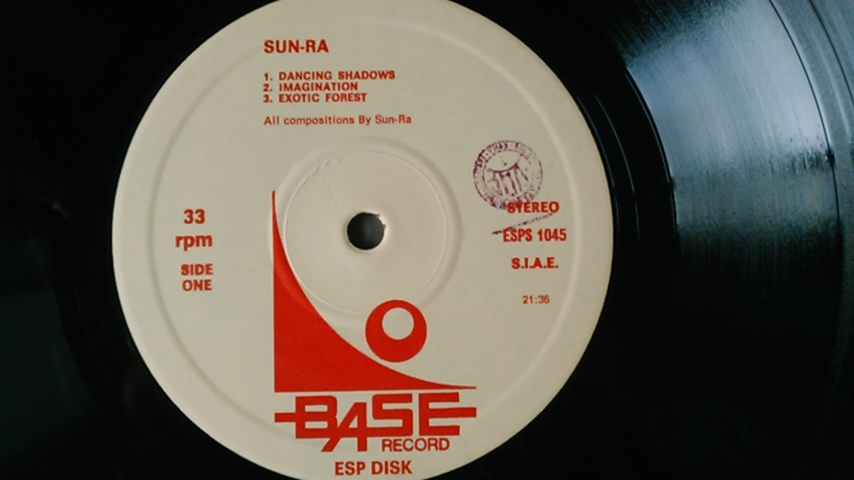 SUN-RA
1. DANCING SHADOWS
2. IMAGINATION
3. EXOTIC FOREST
All compositions By Sun-Ra
33
rpm
SIDE
ONE
STEREO
ESPS 1045
S.I.A.E.
21:36
BASE
RECORD
ESP DISK